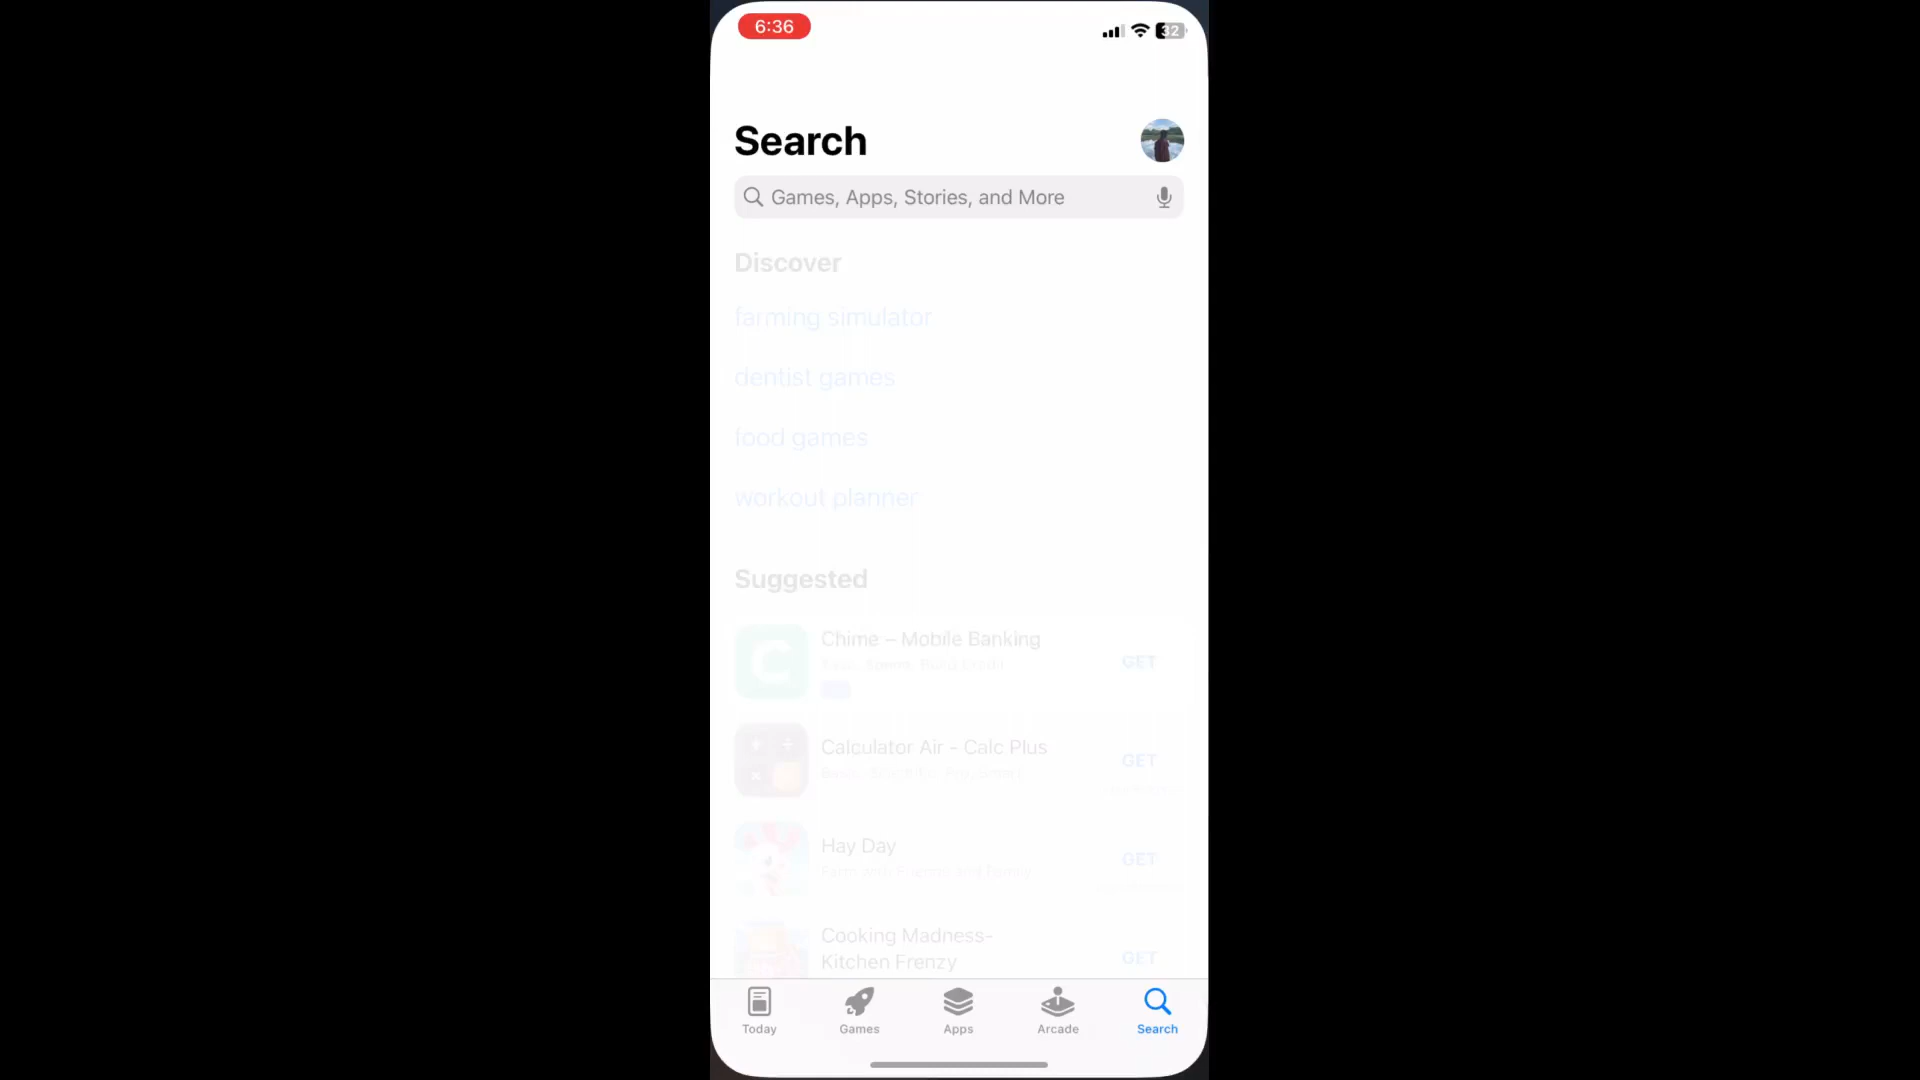 6:36
32
Search
Games, Apps, Stories, and More
Discover
farming simulator
dentist games
food games
workout planner
Suggested
Chime – Mobile Banking
GET
Calculator Air - Calc Plus
GET
Hay Day
GET
Cooking Madness-
Kitchen Frenzy
GET
Today
Games
Apps
Arcade
Search